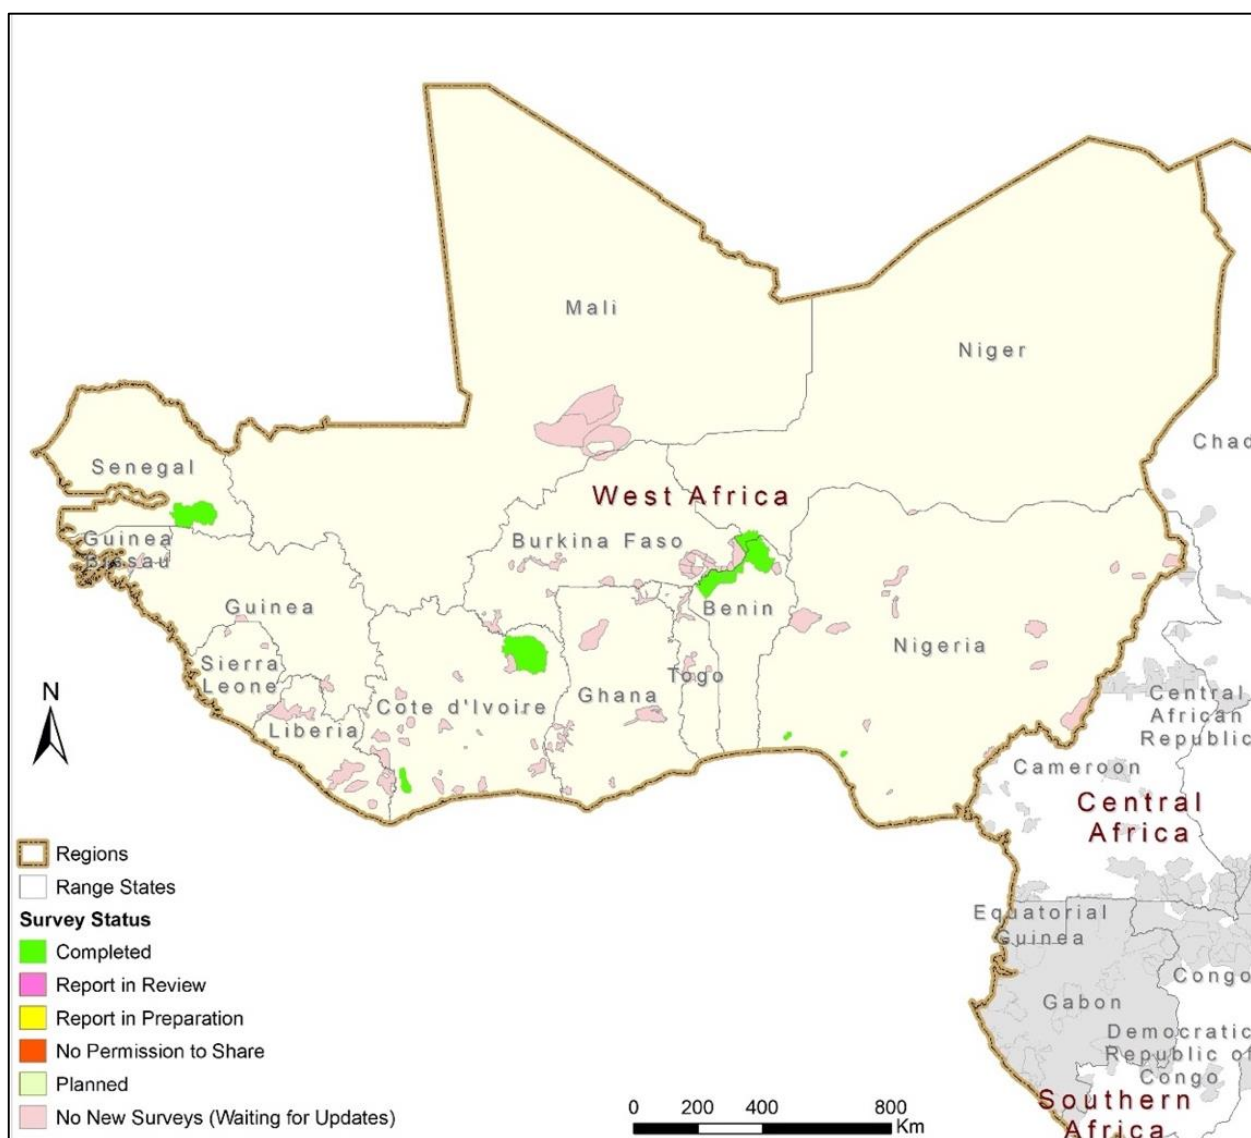 Mali
Niger
Chad
Senegal
West Africa
Guinea
Bissau
Burkina Faso
Guinea
Benin
Nigeria
Sierra
Leone
Togo
Ghana
Cote d'Ivoire
Liberia
Central
African
Republic
N
Cameroon
Central
Africa
Equatorial
Guinea
Congo
Gabon
Democratic
Republic of
Congo
Southern
Africa
Regions
Range States
Survey Status
Completed
Report in Review
Report in Preparation
No Permission to Share
Planned
No New Surveys (Waiting for Updates)
0 200 400 800
Km